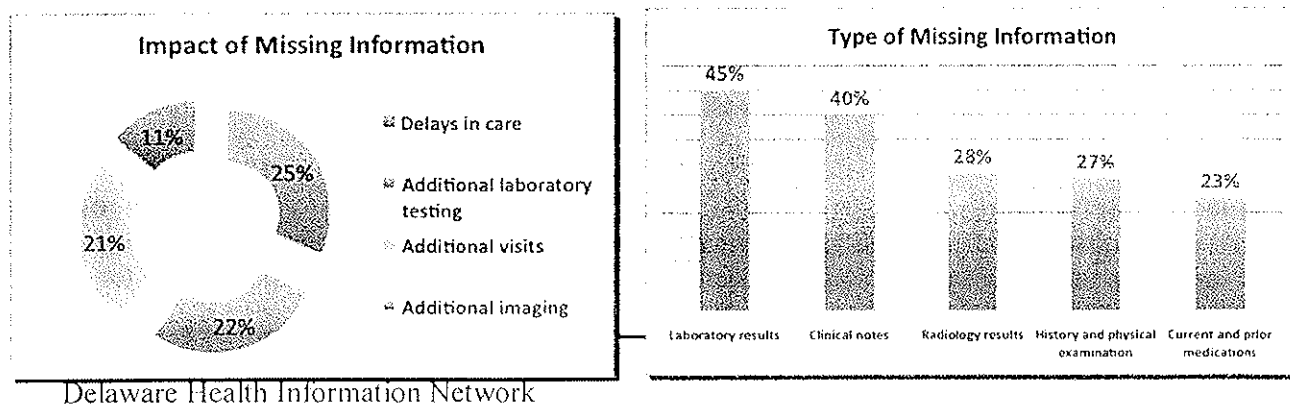 Impact of Missing Information
11%
25%
21%
22%
Delays in care
Additional laboratory
testing
Additional visits
Additional imaging
Delaware Health Information Network
Type of Missing Information
45%
40%
28%
27%
23%
Laboratory results
Clinical notes
Radiology results
History and physical
examination
Current and prior
medications